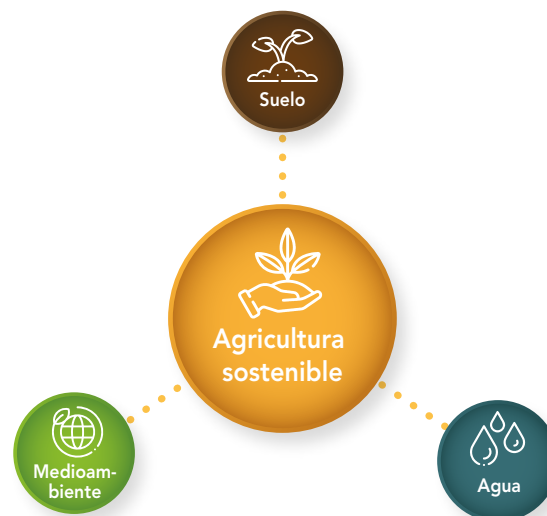 Suelo
Agricultura
sostenible
Medioam-
biente
Agua